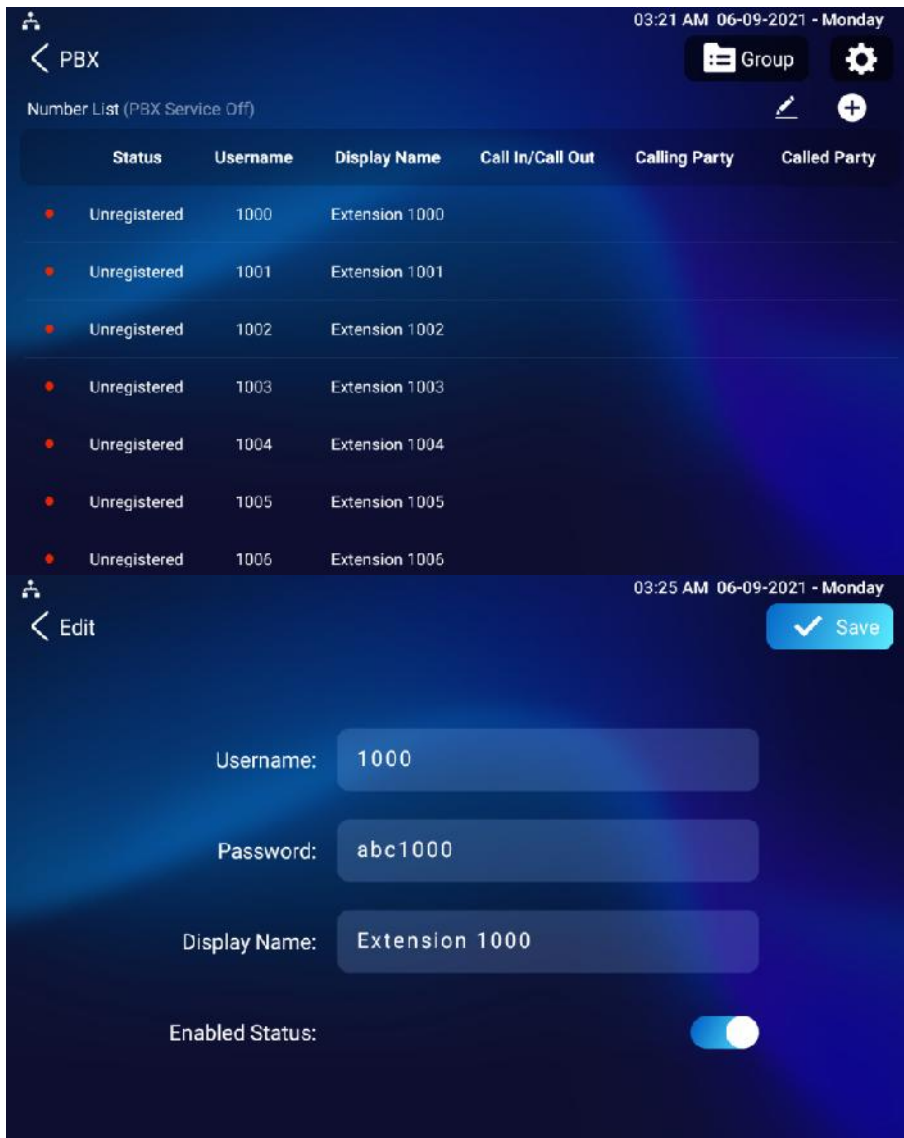 03:21 AM 06-09-2021 - Monday
PBX
Group
Number List (PBX Service Off)
Status Username Display Name Call In/Call Out Calling Party Called Party
Unregistered 1000 Extension 1000
Unregistered 1001 Extension 1001
Unregistered 1002 Extension 1002
Unregistered 1003 Extension 1003
Unregistered 1004 Extension 1004
Unregistered 1005 Extension 1005
Unregistered 1006 Extension 1006
03:25 AM 06-09-2021 - Monday
Edit
Save
Username: 1000
Password: abc1000
Display Name: Extension 1000
Enabled Status: